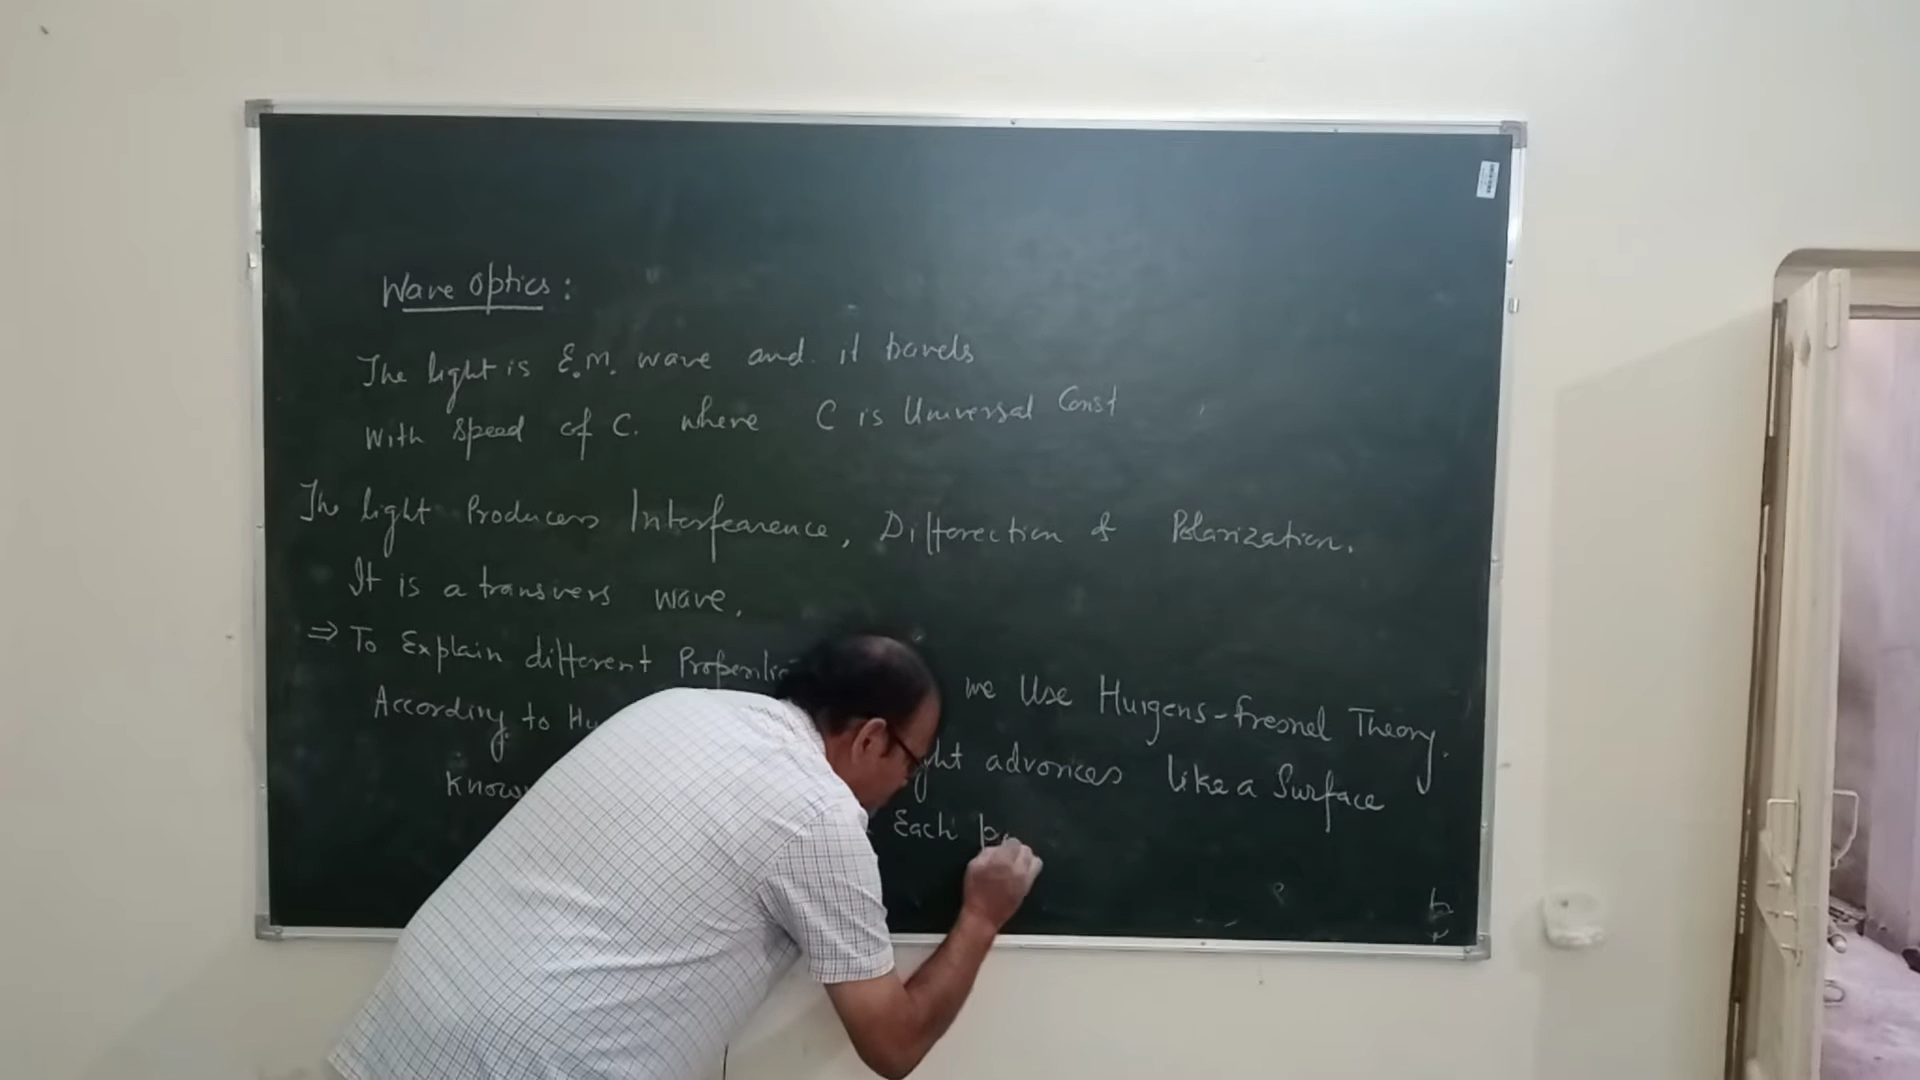 Wave Optics :
The light is E.M. wave and it travels
With Speed of C. where C is Universal Const
The light Producess Interfearence, Diffrection & Polarization.
It is a transvers wave.
⇒ To Explain different we Use Huigens-Fresnel Theory.
According to advances like a Surface
Each